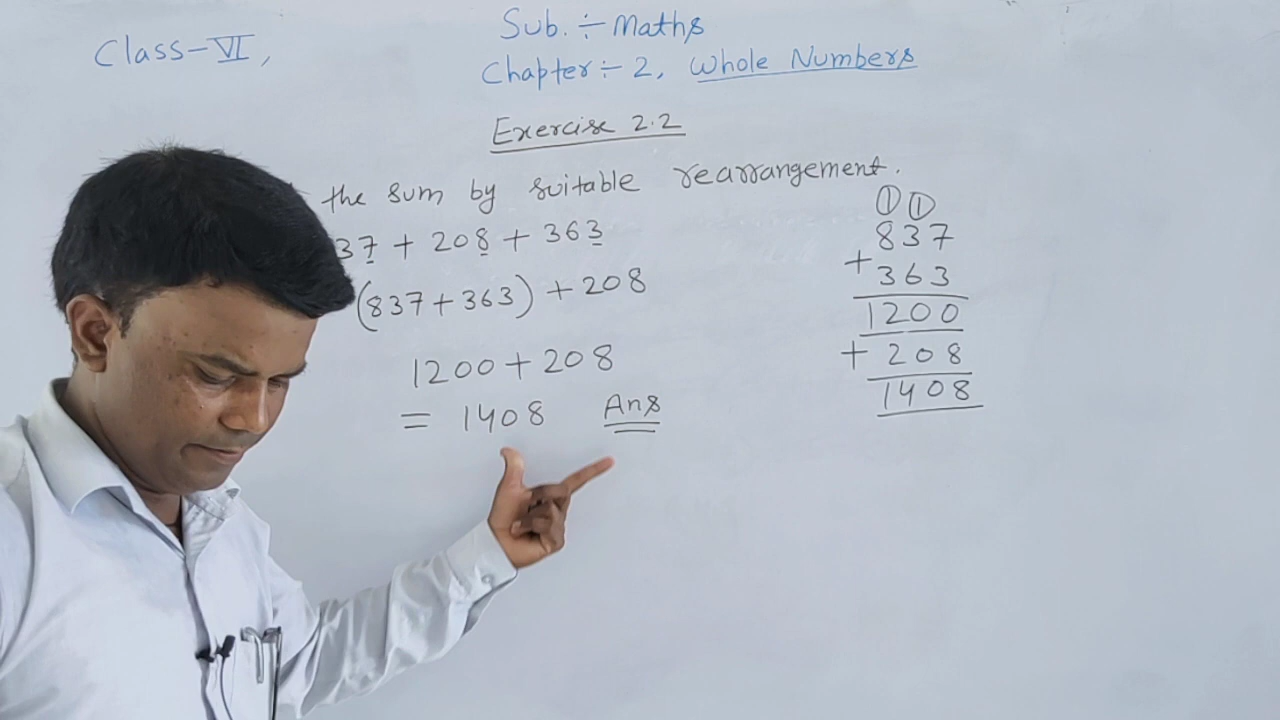 Class-VI,
Sub. ÷ Maths
Chapter ÷ 2, Whole Numbers
Exercise 2.2
the sum by suitable rearrangement.
37 + 208 + 363
(837+363) + 208
1200 + 208
= 1408 Ans
① ①
837
+ 363
1200
+ 208
1408